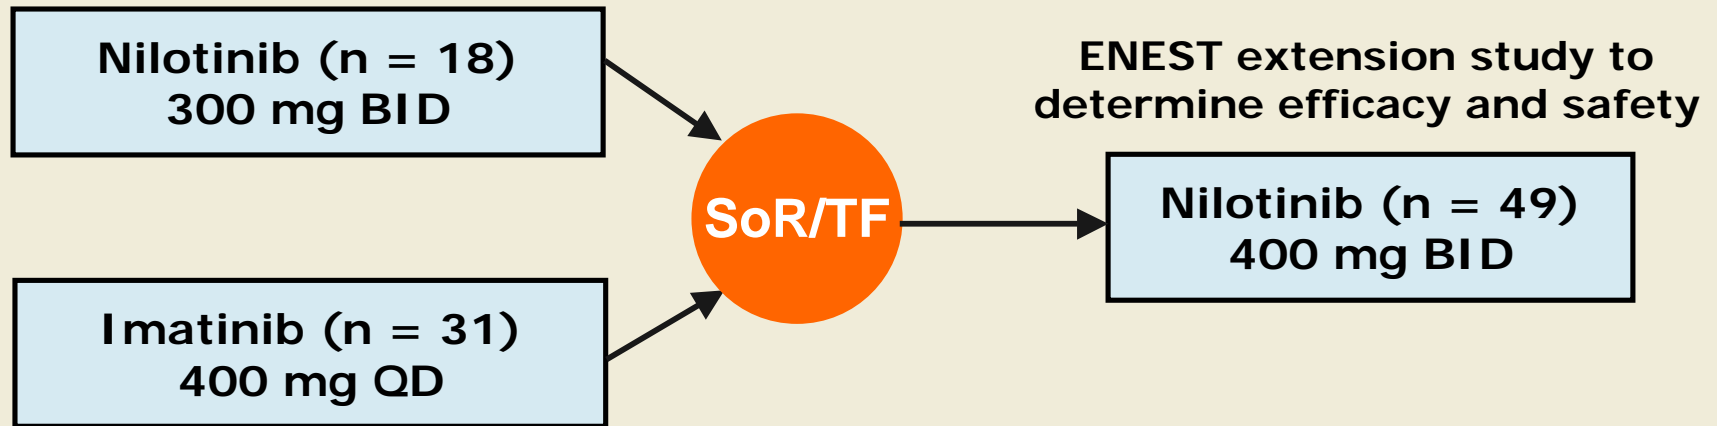 Nilotinib (n = 18)
300 mg BID
Imatinib (n = 31)
400 mg QD
SoR/TF
ENEST extension study to
determine efficacy and safety
Nilotinib (n = 49)
400 mg BID